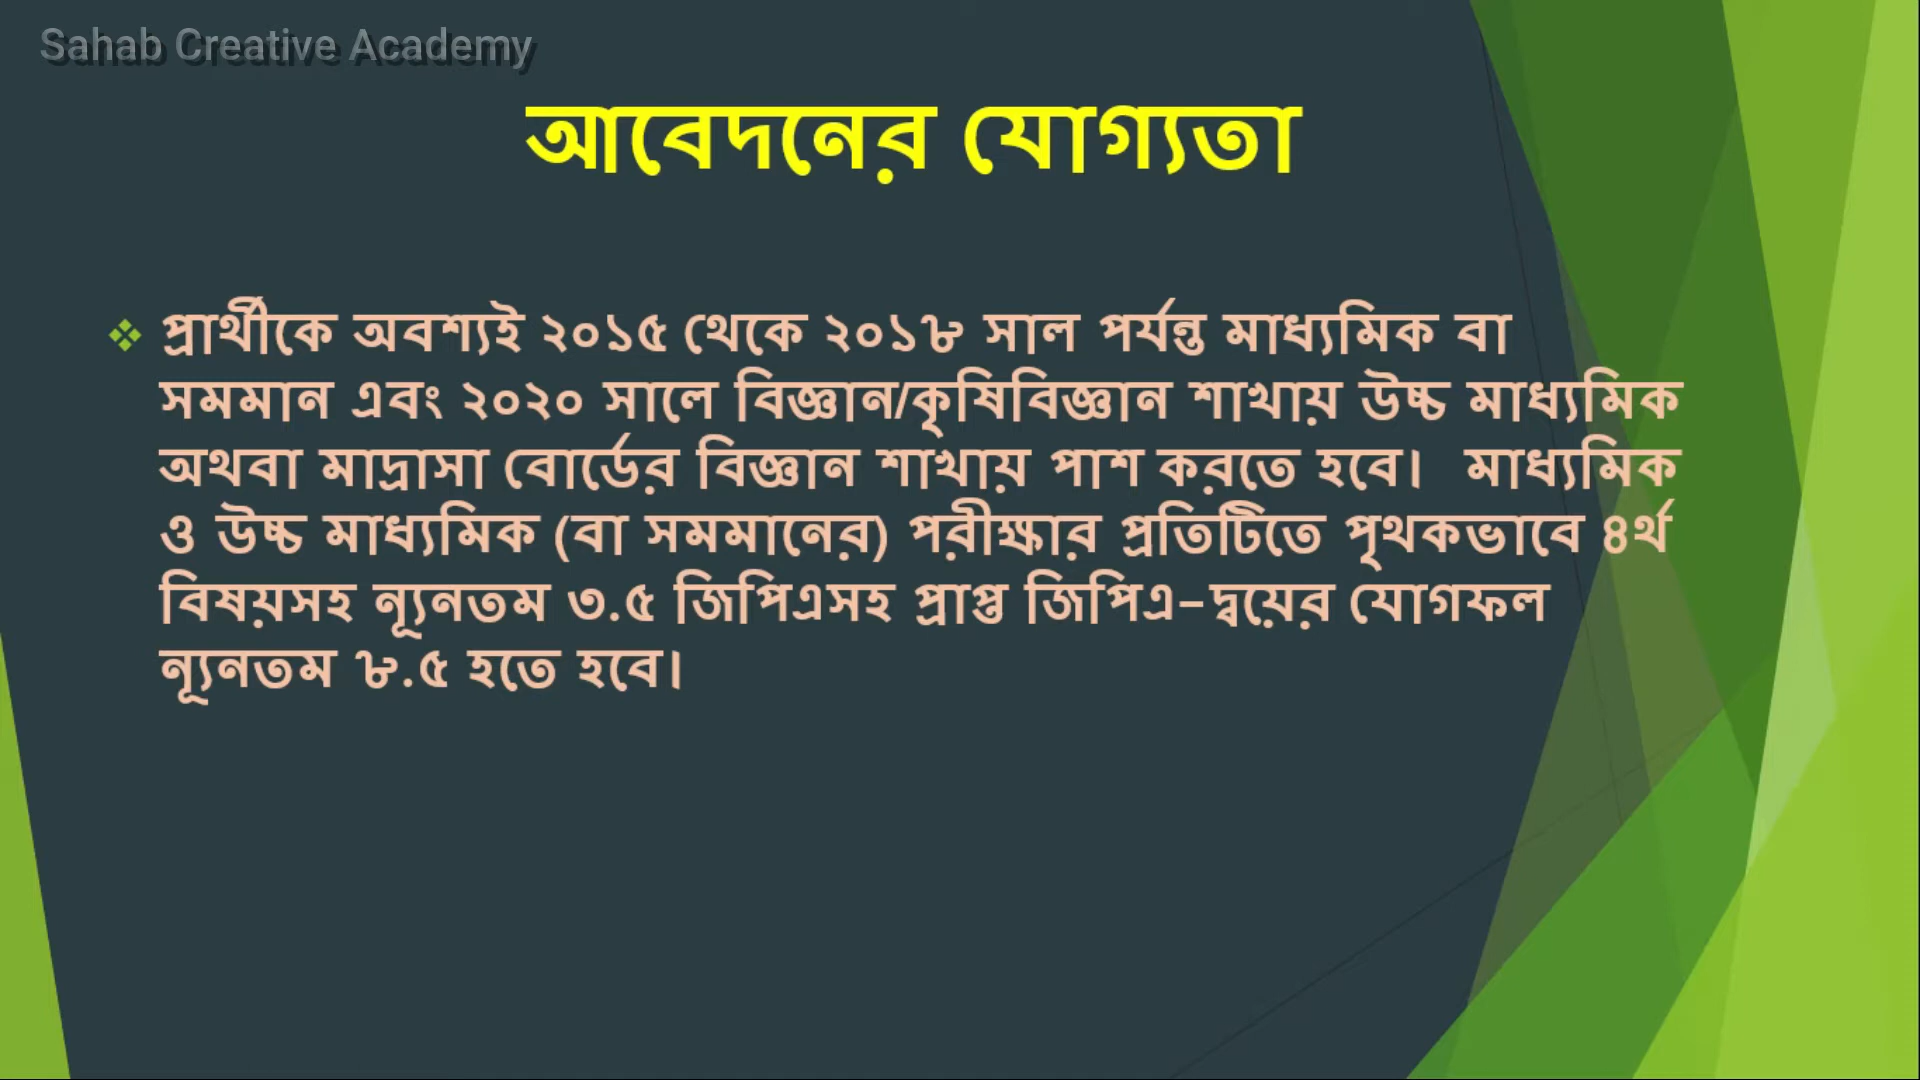 Sahab Creative Academy
আবেদনের যোগ্যতা
প্রার্থীকে অবশ্যই ২০১৫ থেকে ২০১৮ সাল পর্যন্ত মাধ্যমিক বা
সমমান এবং ২০২০ সালে বিজ্ঞান/কৃষিবিজ্ঞান শাখায় উচ্চ মাধ্যমিক
অথবা মাদ্রাসা বোর্ডের বিজ্ঞান শাখায় পাশ করতে হবে। মাধ্যমিক
ও উচ্চ মাধ্যমিক (বা সমমানের) পরীক্ষার প্রতিটিতে পৃথকভাবে ৪র্থ
বিষয়সহ ন্যূনতম ৩.৫ জিপিএসহ প্রাপ্ত জিপিএ-দ্বয়ের যোগফল
ন্যূনতম ৮.৫ হতে হবে।